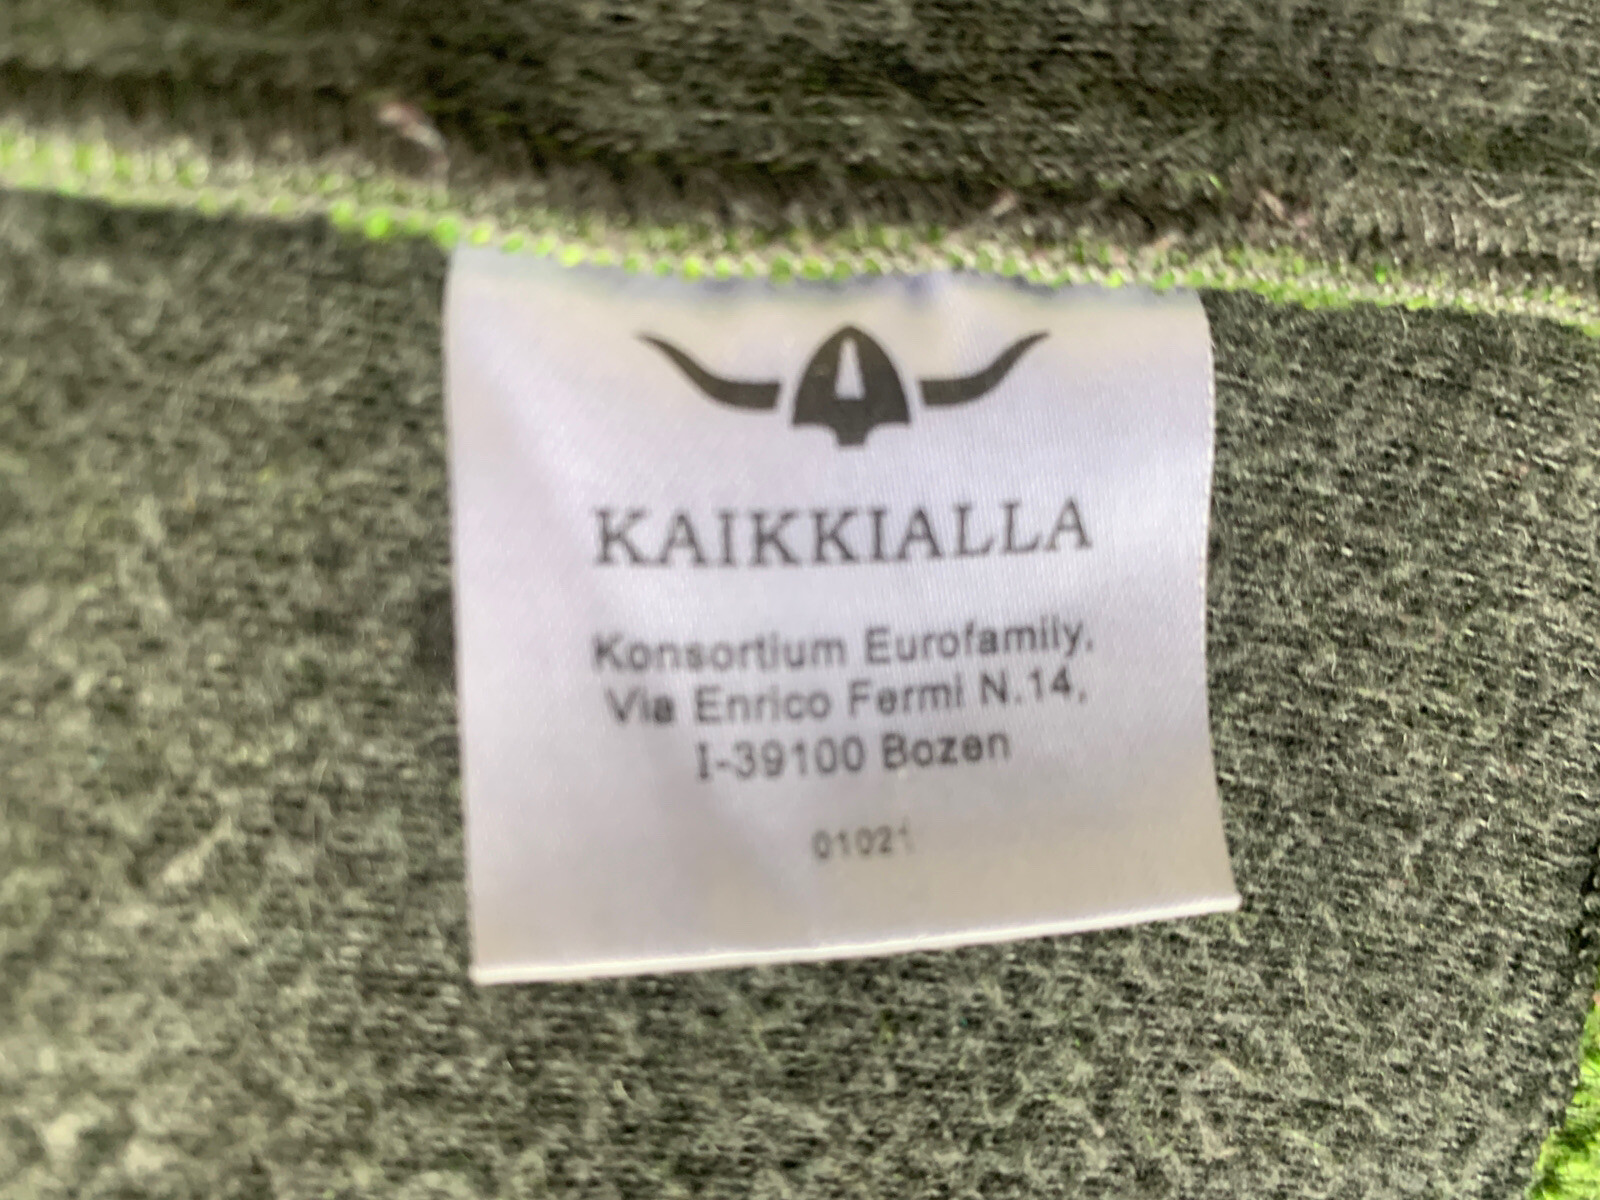 KAIKKIALLA
Konsortium Eurofamily.
Via Enrico Fermi N.14,
I-39100 Bozen
01021